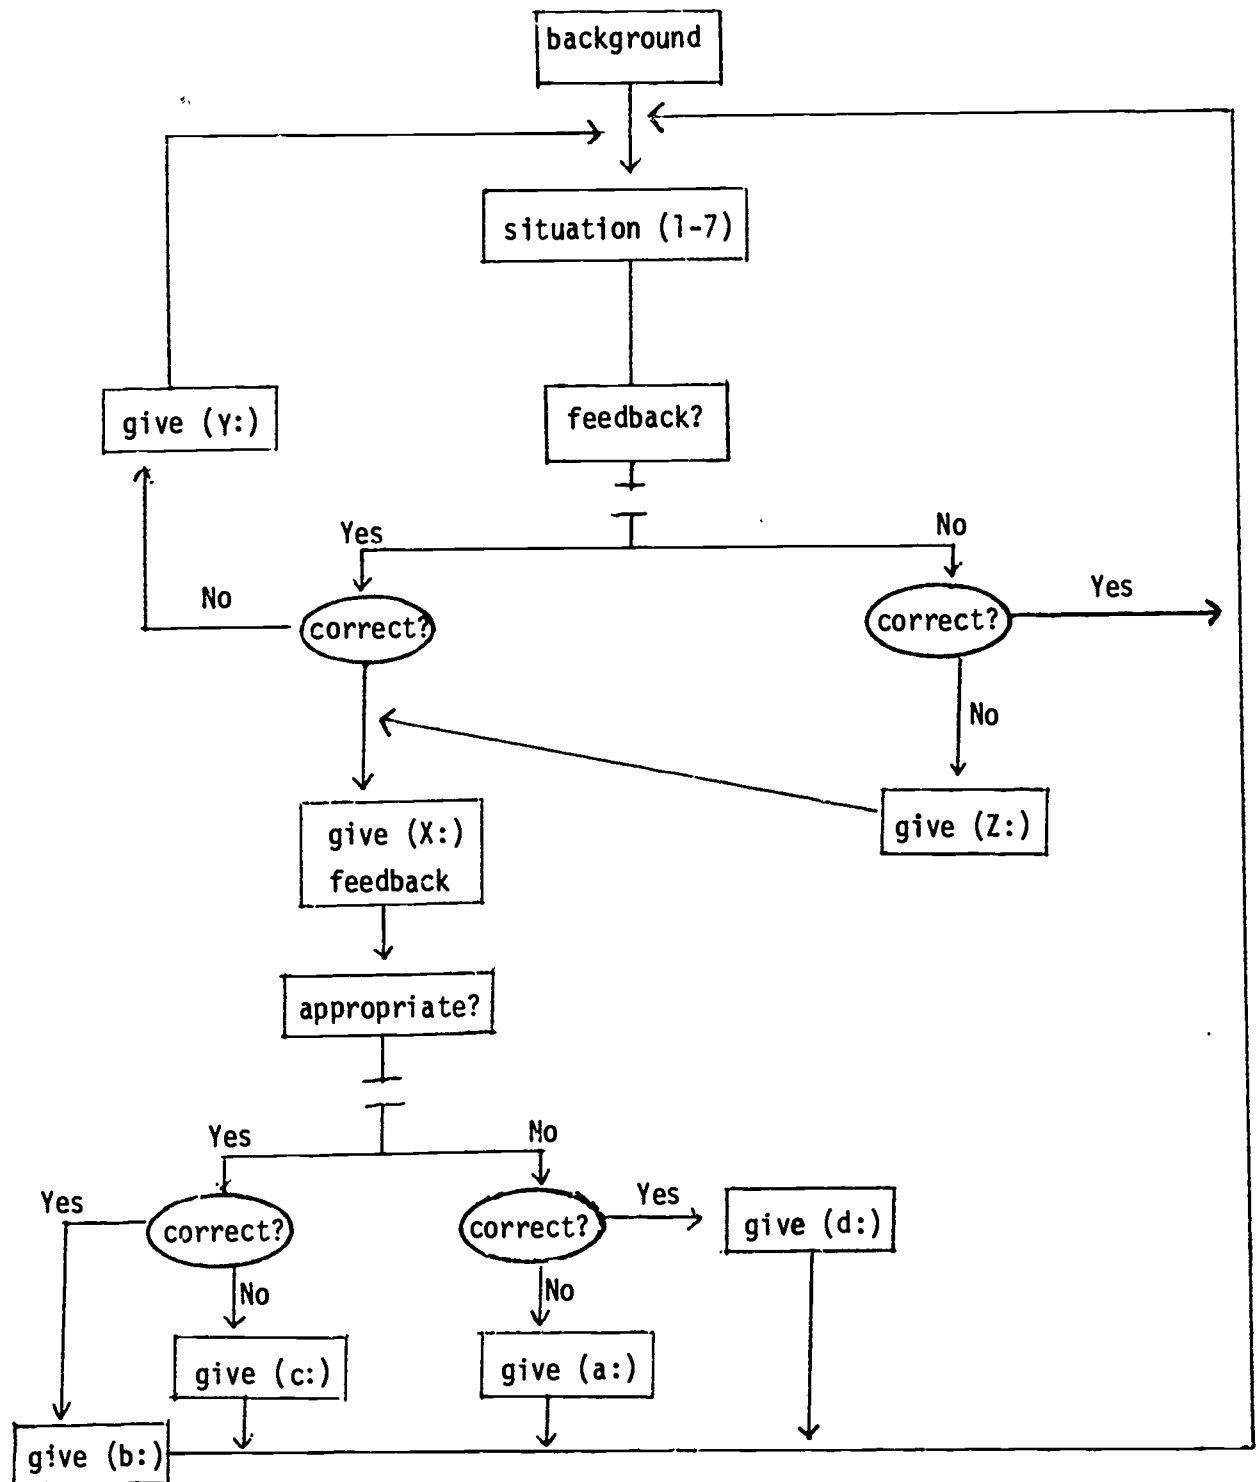 background
situation (1-7)
give (Y:)
feedback?
Yes
No
No
correct?
correct?
Yes
No
give (X:)
feedback
give (Z:)
appropriate?
Yes
No
Yes
correct?
correct?
Yes
give (d:)
No
No
give (c:)
give (a:)
give (b:)